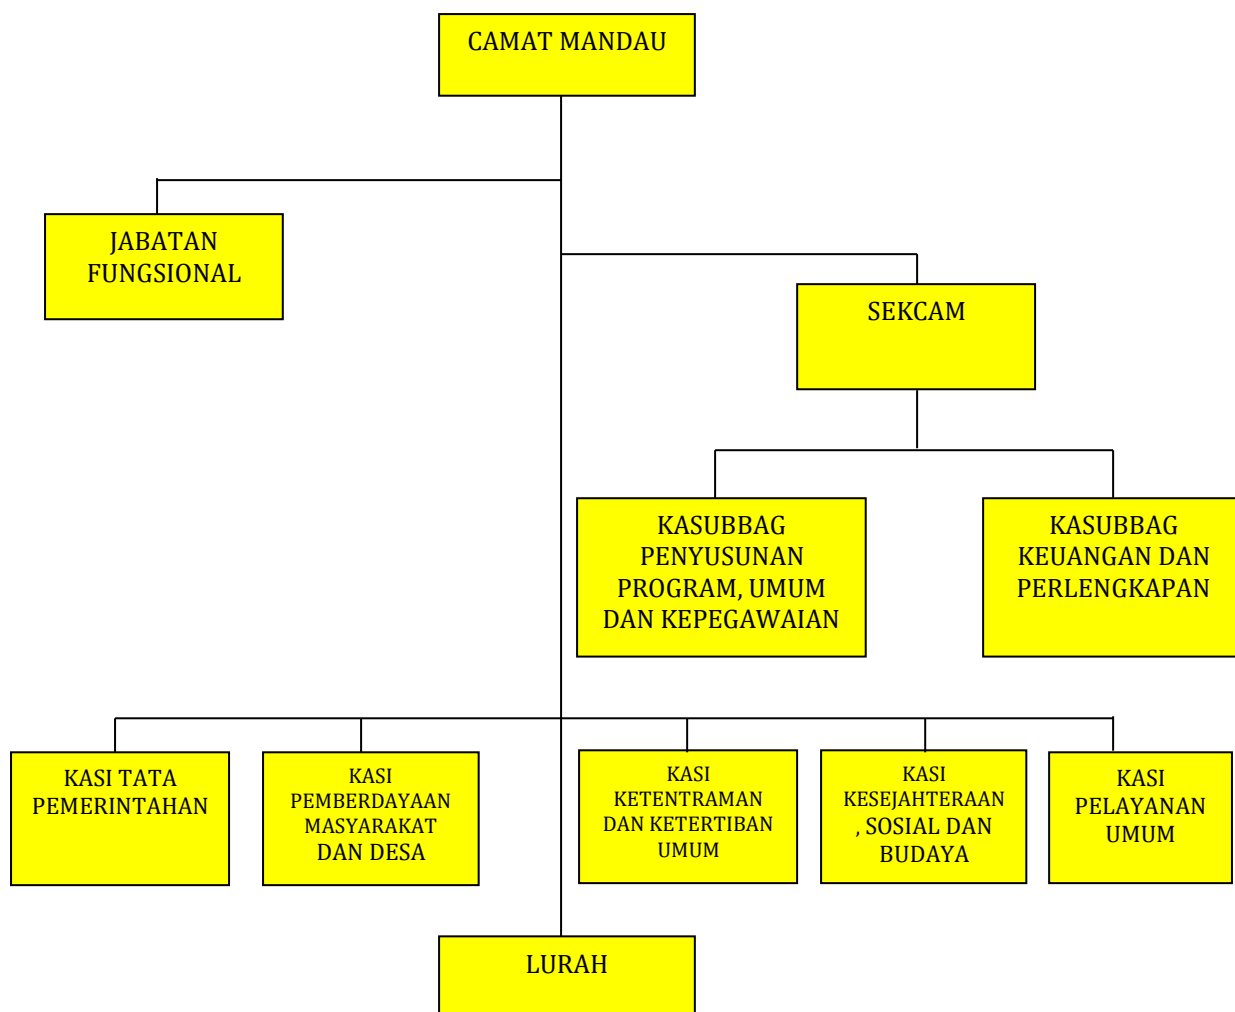 CAMAT MANDAU
JABATAN
FUNGSIONAL
SEKCAM
KASUBBAG
PENYUSUNAN
PROGRAM, UMUM
DAN KEPEGAWAIAN
KASUBBAG
KEUANGAN DAN
PERLENGKAPAN
KASI TATA
PEMERINTAHAN
KASI
PEMBERDAYAAN
MASYARAKAT
DAN DESA
KASI
KETENTRAMAN
DAN KETERTIBAN
UMUM
KASI
KESEJAHTERAAN
, SOSIAL DAN
BUDAYA
KASI
PELAYANAN
UMUM
LURAH